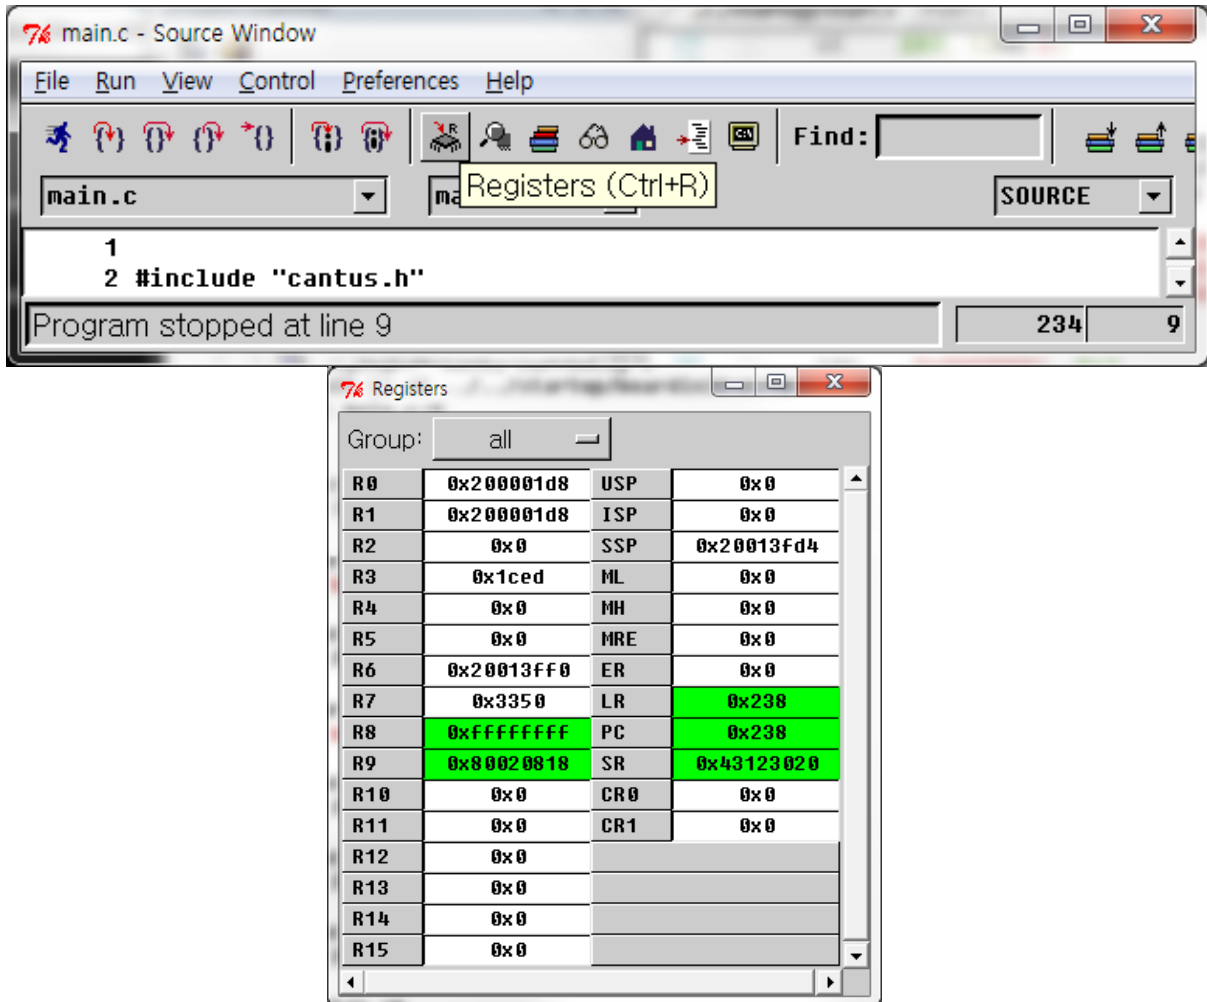 main.c - Source Window
File Run View Control Preferences Help
Find:
Registers (Ctrl+R)
main.c ma SOURCE
1
2 #include "cantus.h"
Program stopped at line 9 234 9
Registers
Group: all
R0 0x200001d8 USP 0x0
R1 0x200001d8 ISP 0x0
R2 0x0 SSP 0x20013fd4
R3 0x1ced ML 0x0
R4 0x0 MH 0x0
R5 0x0 MRE 0x0
R6 0x20013ff0 ER 0x0
R7 0x3350 LR 0x238
R8 0xffffffff PC 0x238
R9 0x80020818 SR 0x43123020
R10 0x0 CR0 0x0
R11 0x0 CR1 0x0
R12 0x0
R13 0x0
R14 0x0
R15 0x0